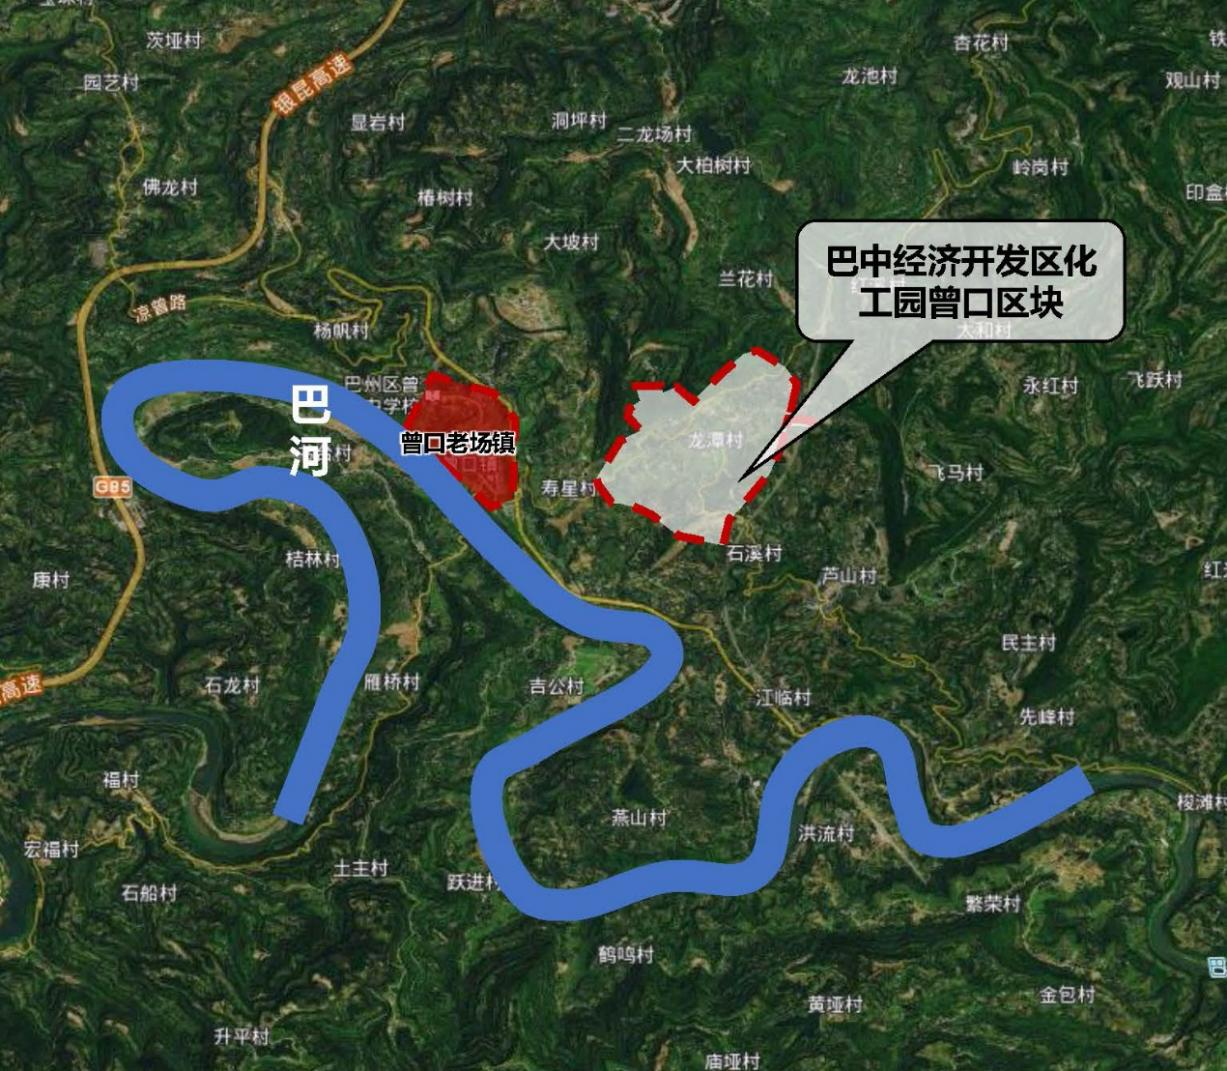 茨垭村
杏花村
园艺村
银昆高速
龙池村
观山村
显岩村
洞坪村
二龙场村
大柏树村
岭岗村
佛龙村
椿树村
印盒
大坡村
兰花村
巴中经济开发区化
工园曾口区块
凉曾路
杨帆村
太和村
巴州区曾
永红村
飞跃村
巴
河
曾口老场镇
龙潭村
G85
寿星村
飞马村
桔林村
石溪村
康村
芦山村
民主村
高速
石龙村
雁桥村
吉公村
江临村
先峰村
福村
梭滩村
宏福村
燕山村
洪流村
土主村
石船村
跃进村
繁荣村
鹤鸣村
金包村
黄垭村
升平村
庙垭村